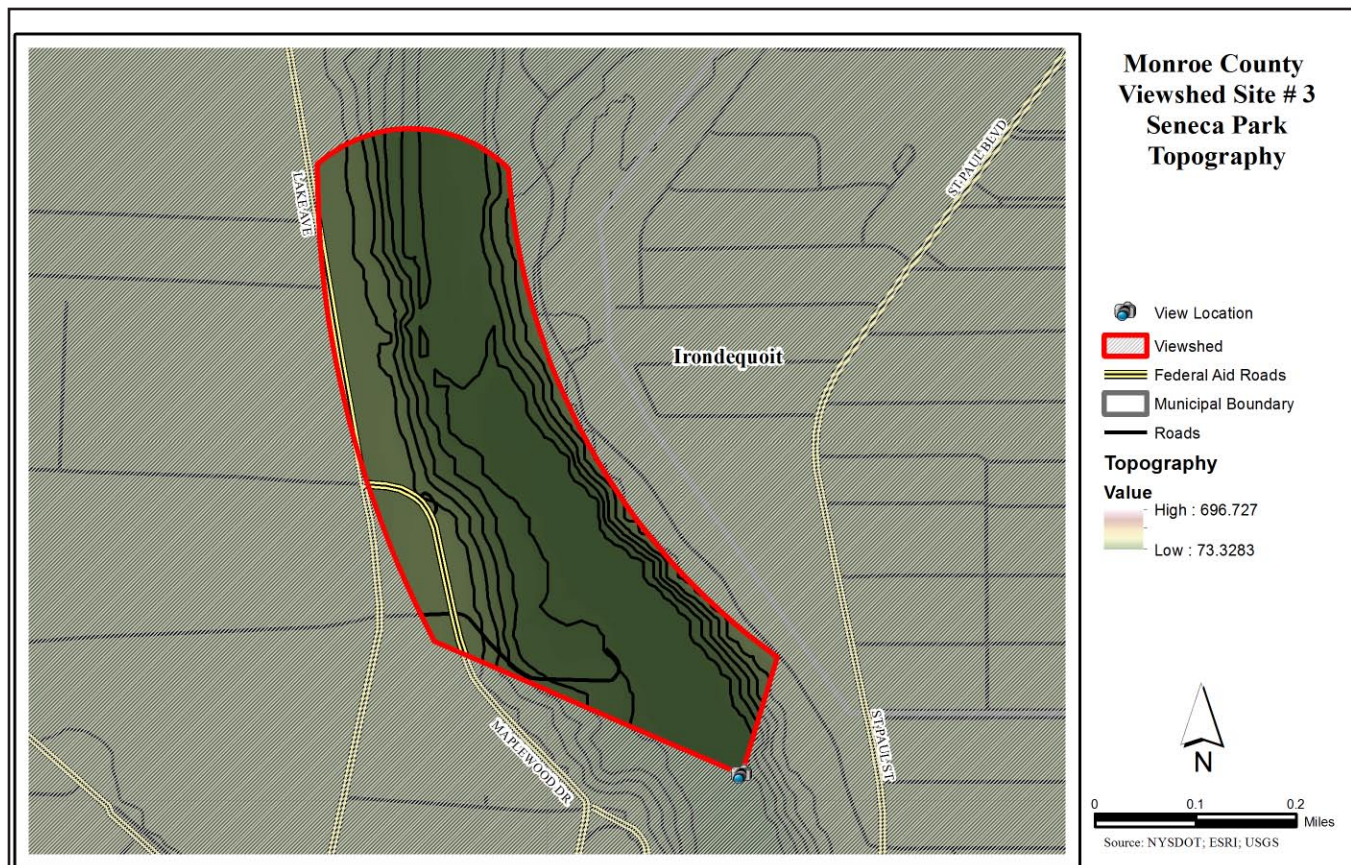 Monroe County
Viewshed Site # 3
Seneca Park
Topography
LAKE AVE
ST PAUL BLVD
Irondequoit
MAPLEWOOD DR
ST PAUL ST
View Location
Viewshed
Federal Aid Roads
Municipal Boundary
Roads
Topography
Value
High : 696.727
Low : 73.3283
N
0 0.1 0.2
Miles
Source: NYSDOT; ESRI; USGS